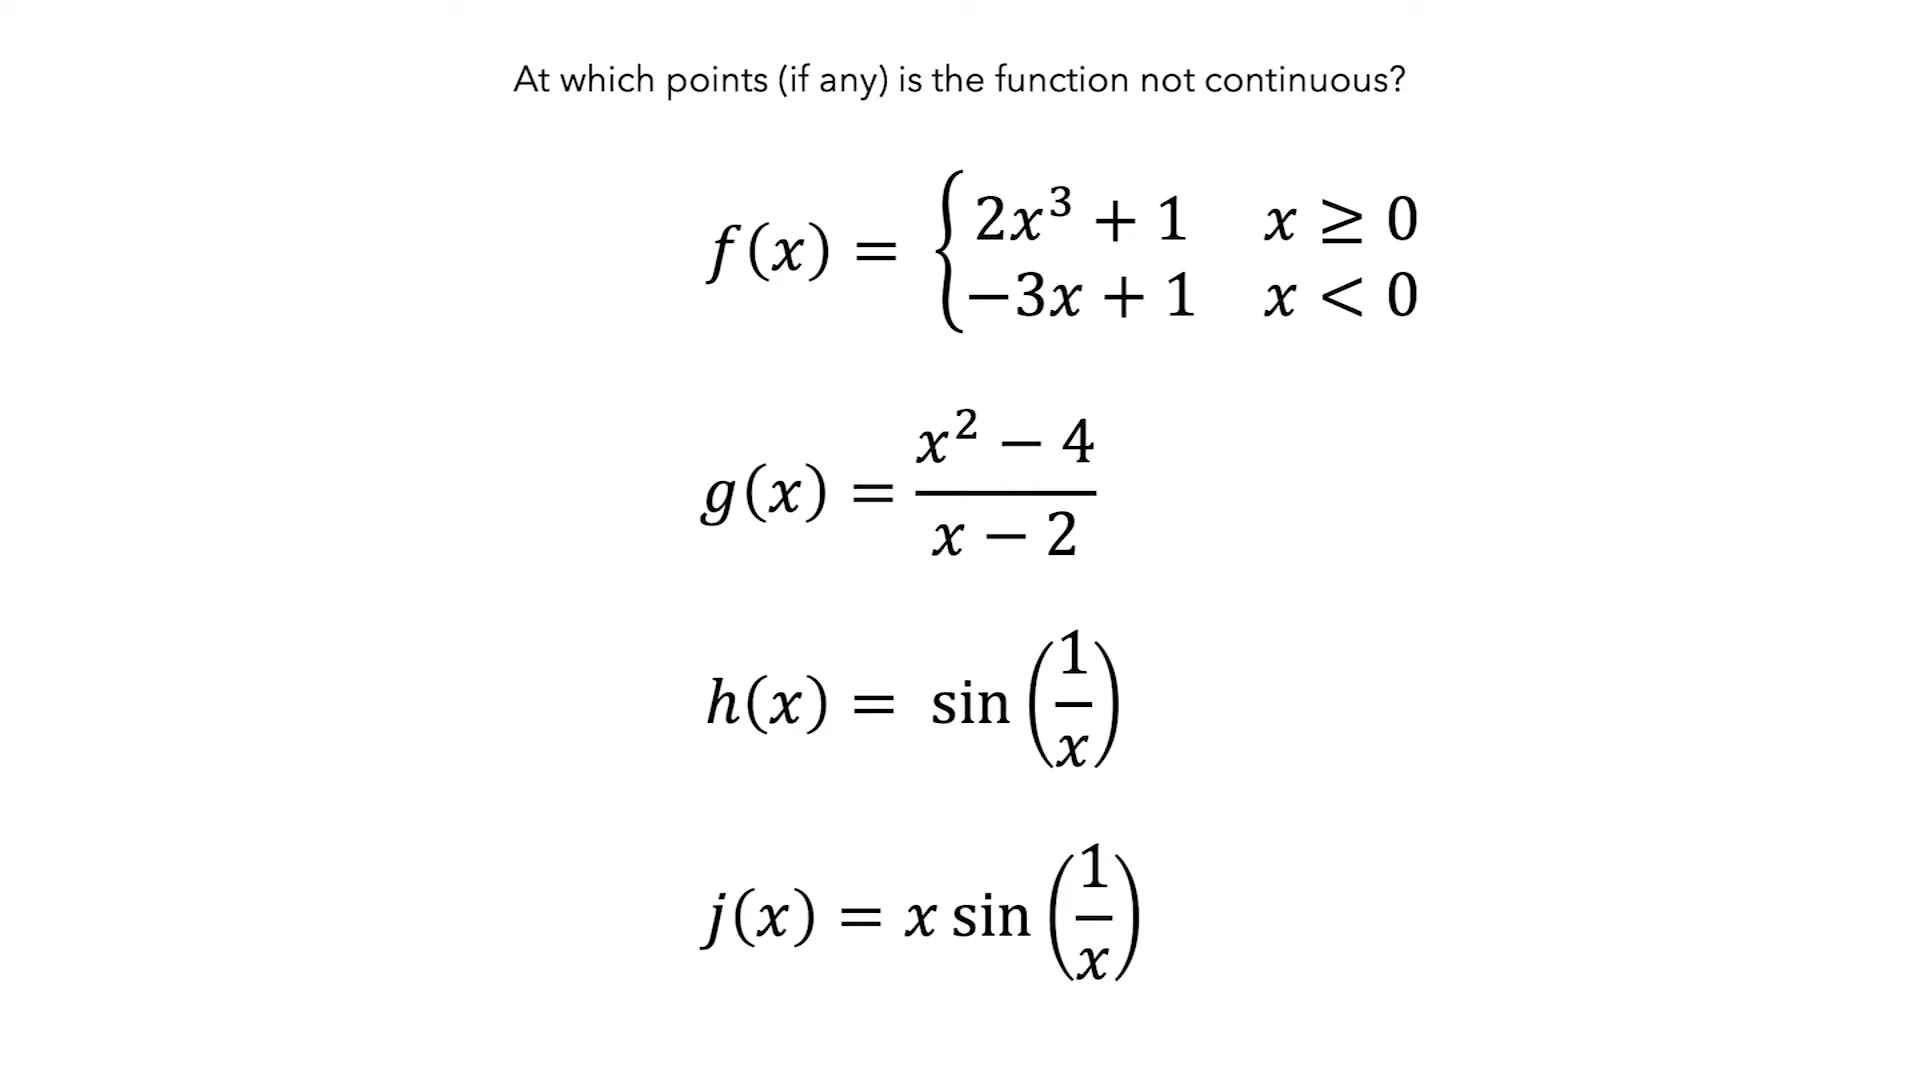 At which points (if any) is the function not continuous?
f(x) = { 2x³ + 1 x ≥ 0
−3x + 1 x < 0
g(x) = (x² − 4)/(x − 2)
h(x) = sin(1/x)
j(x) = x sin(1/x)